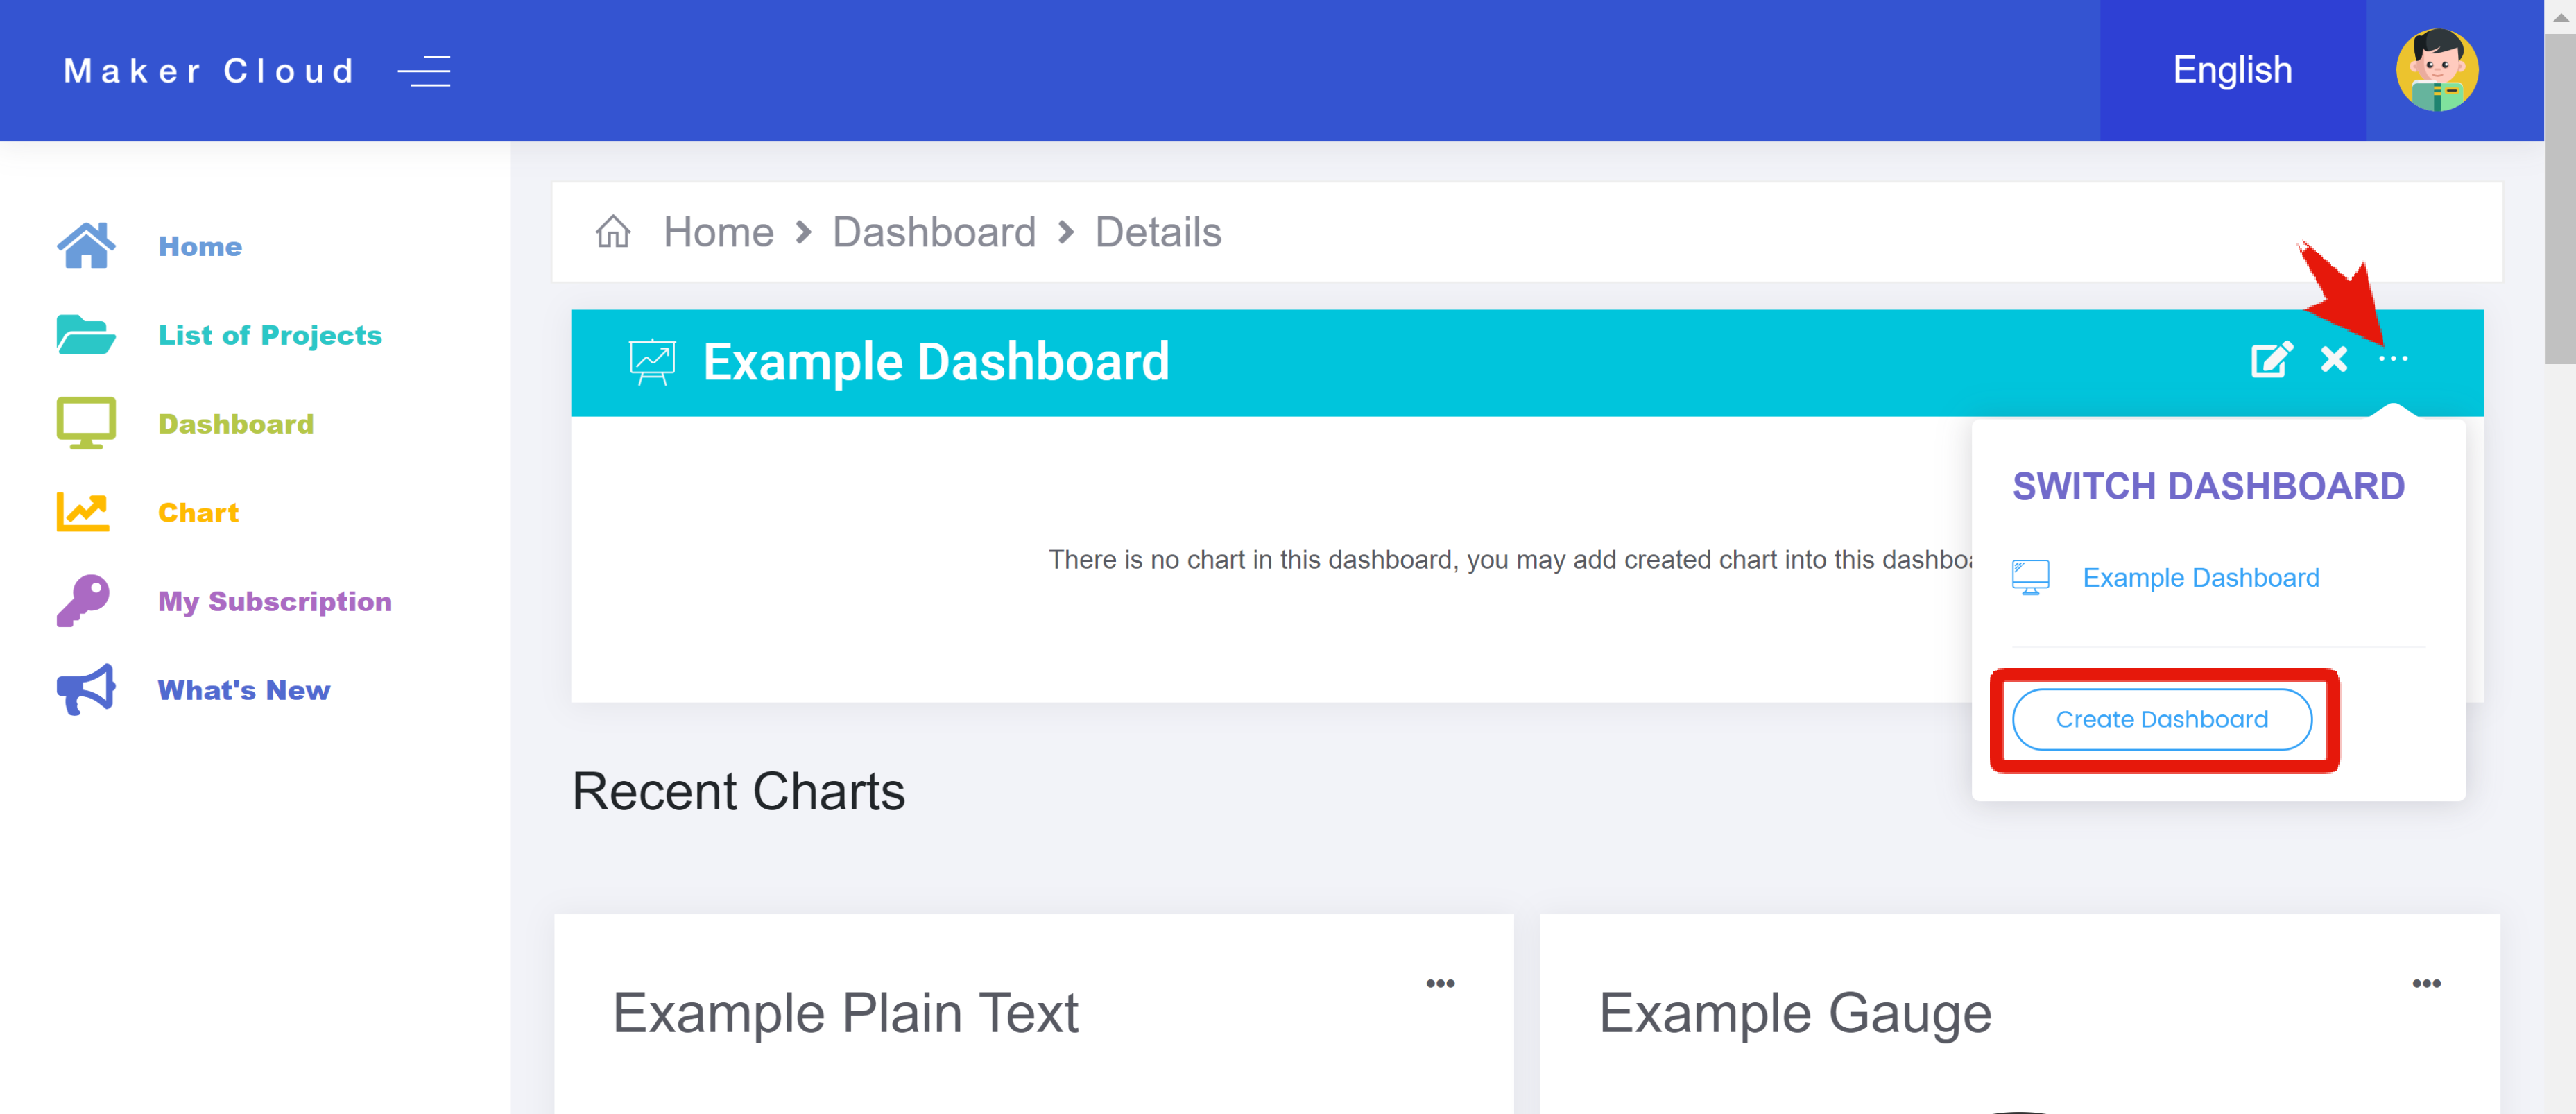 Maker Cloud
English
Home
List of Projects
Dashboard
Chart
My Subscription
What's New
Home > Dashboard > Details
Example Dashboard
There is no chart in this dashboard, you may add created chart into this
SWITCH DASHBOARD
Example Dashboard
Create Dashboard
Recent Charts
Example Plain Text
Example Gauge